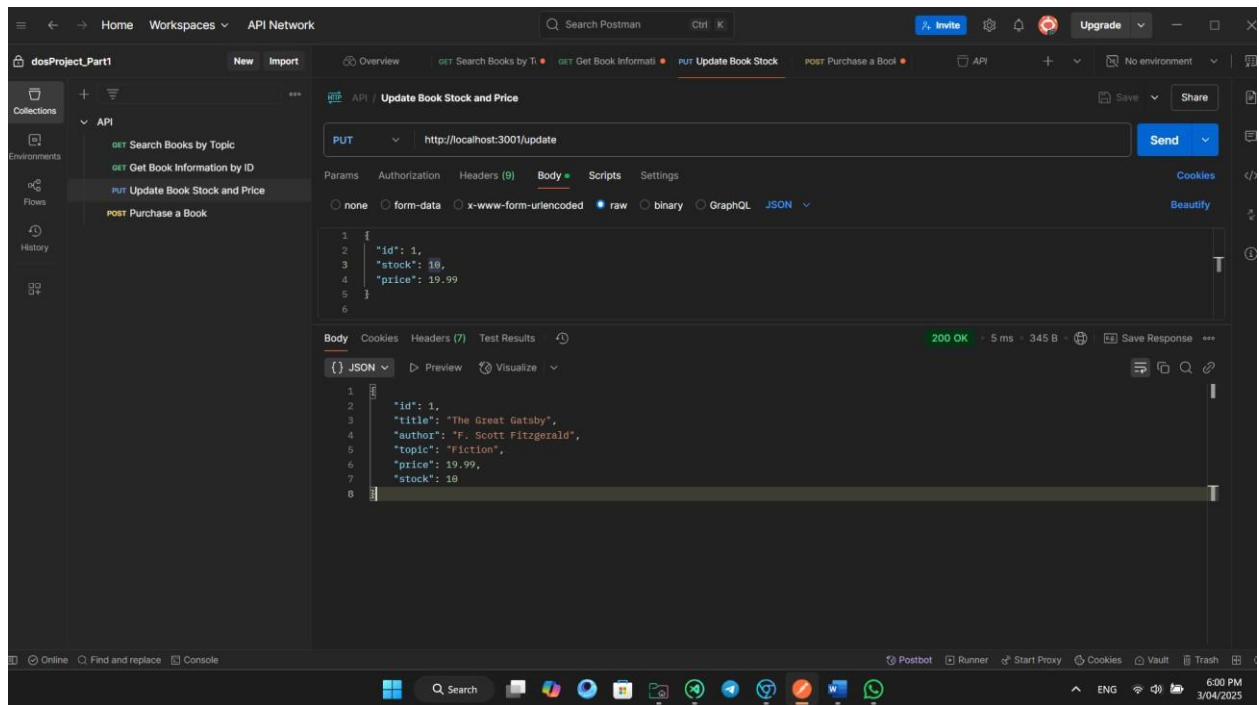 Home Workspaces API Network Search Postman Ctrl K Invite Upgrade
dosProject_Part1 New Import Overview GET Search Books by T GET Get Book Informati PUT Update Book Stock POST Purchase a Bool API No environment
Collections
Environments
Flows
History
API
GET Search Books by Topic
GET Get Book Information by ID
PUT Update Book Stock and Price
POST Purchase a Book
HTTP API / Update Book Stock and Price Save Share
PUT http://localhost:3001/update Send
Params Authorization Headers (9) Body Scripts Settings Cookies
none form-data x-www-form-urlencoded raw binary GraphQL JSON Beautify
1 {
2 "id": 1,
3 "stock": 10,
4 "price": 19.99
5 }
6
Body Cookies Headers (7) Test Results 200 OK 5 ms 345 B Save Response
{} JSON Preview Visualize
1 {
2 "id": 1,
3 "title": "The Great Gatsby",
4 "author": "F. Scott Fitzgerald",
5 "topic": "Fiction",
6 "price": 19.99,
7 "stock": 10
8 }
Online Find and replace Console Postbot Runner Start Proxy Cookies Vault Trash
Search ENG 6:00 PM
3/04/2025